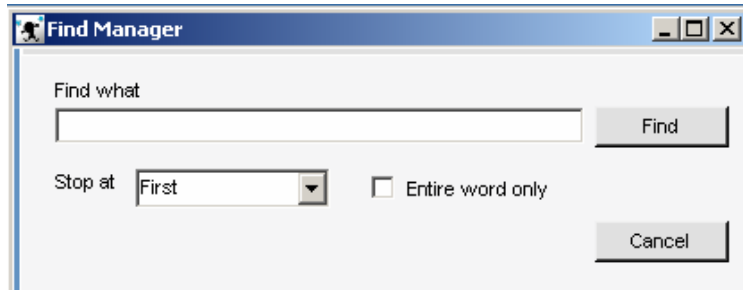 Find Manager
Find what
Find
Stop at First Entire word only
Cancel